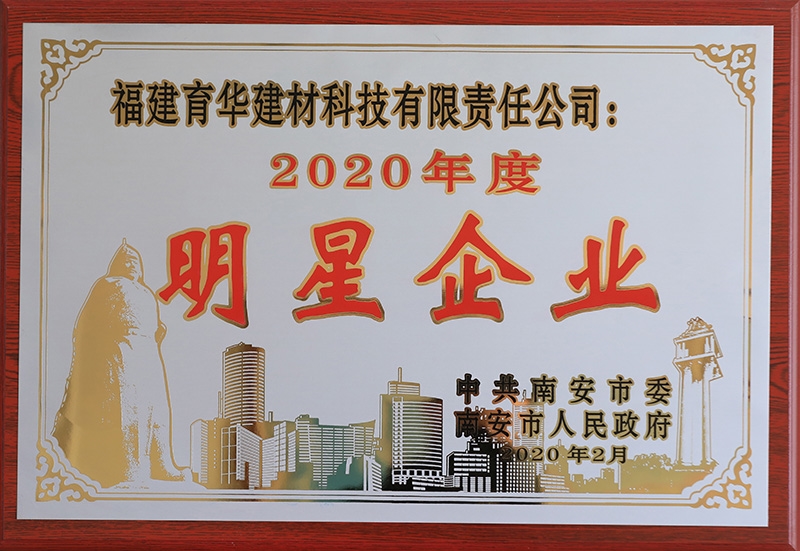 福建育华建材科技有限责任公司：
2020年度
明星企业
中共南安市委
南安市人民政府
2020年2月